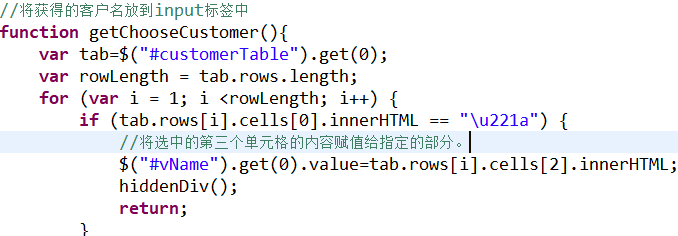 //将获得的客户名放到input标签中
function getChooseCustomer(){
    var tab=$("#customerTable").get(0);
    var rowLength = tab.rows.length;
    for (var i = 1; i <rowLength; i++) {
        if (tab.rows[i].cells[0].innerHTML == "\u221a") {
            //将选中的第三个单元格的内容赋值给指定的部分。
            $("#vName").get(0).value=tab.rows[i].cells[2].innerHTML;
            hiddenDiv();
            return;
        }